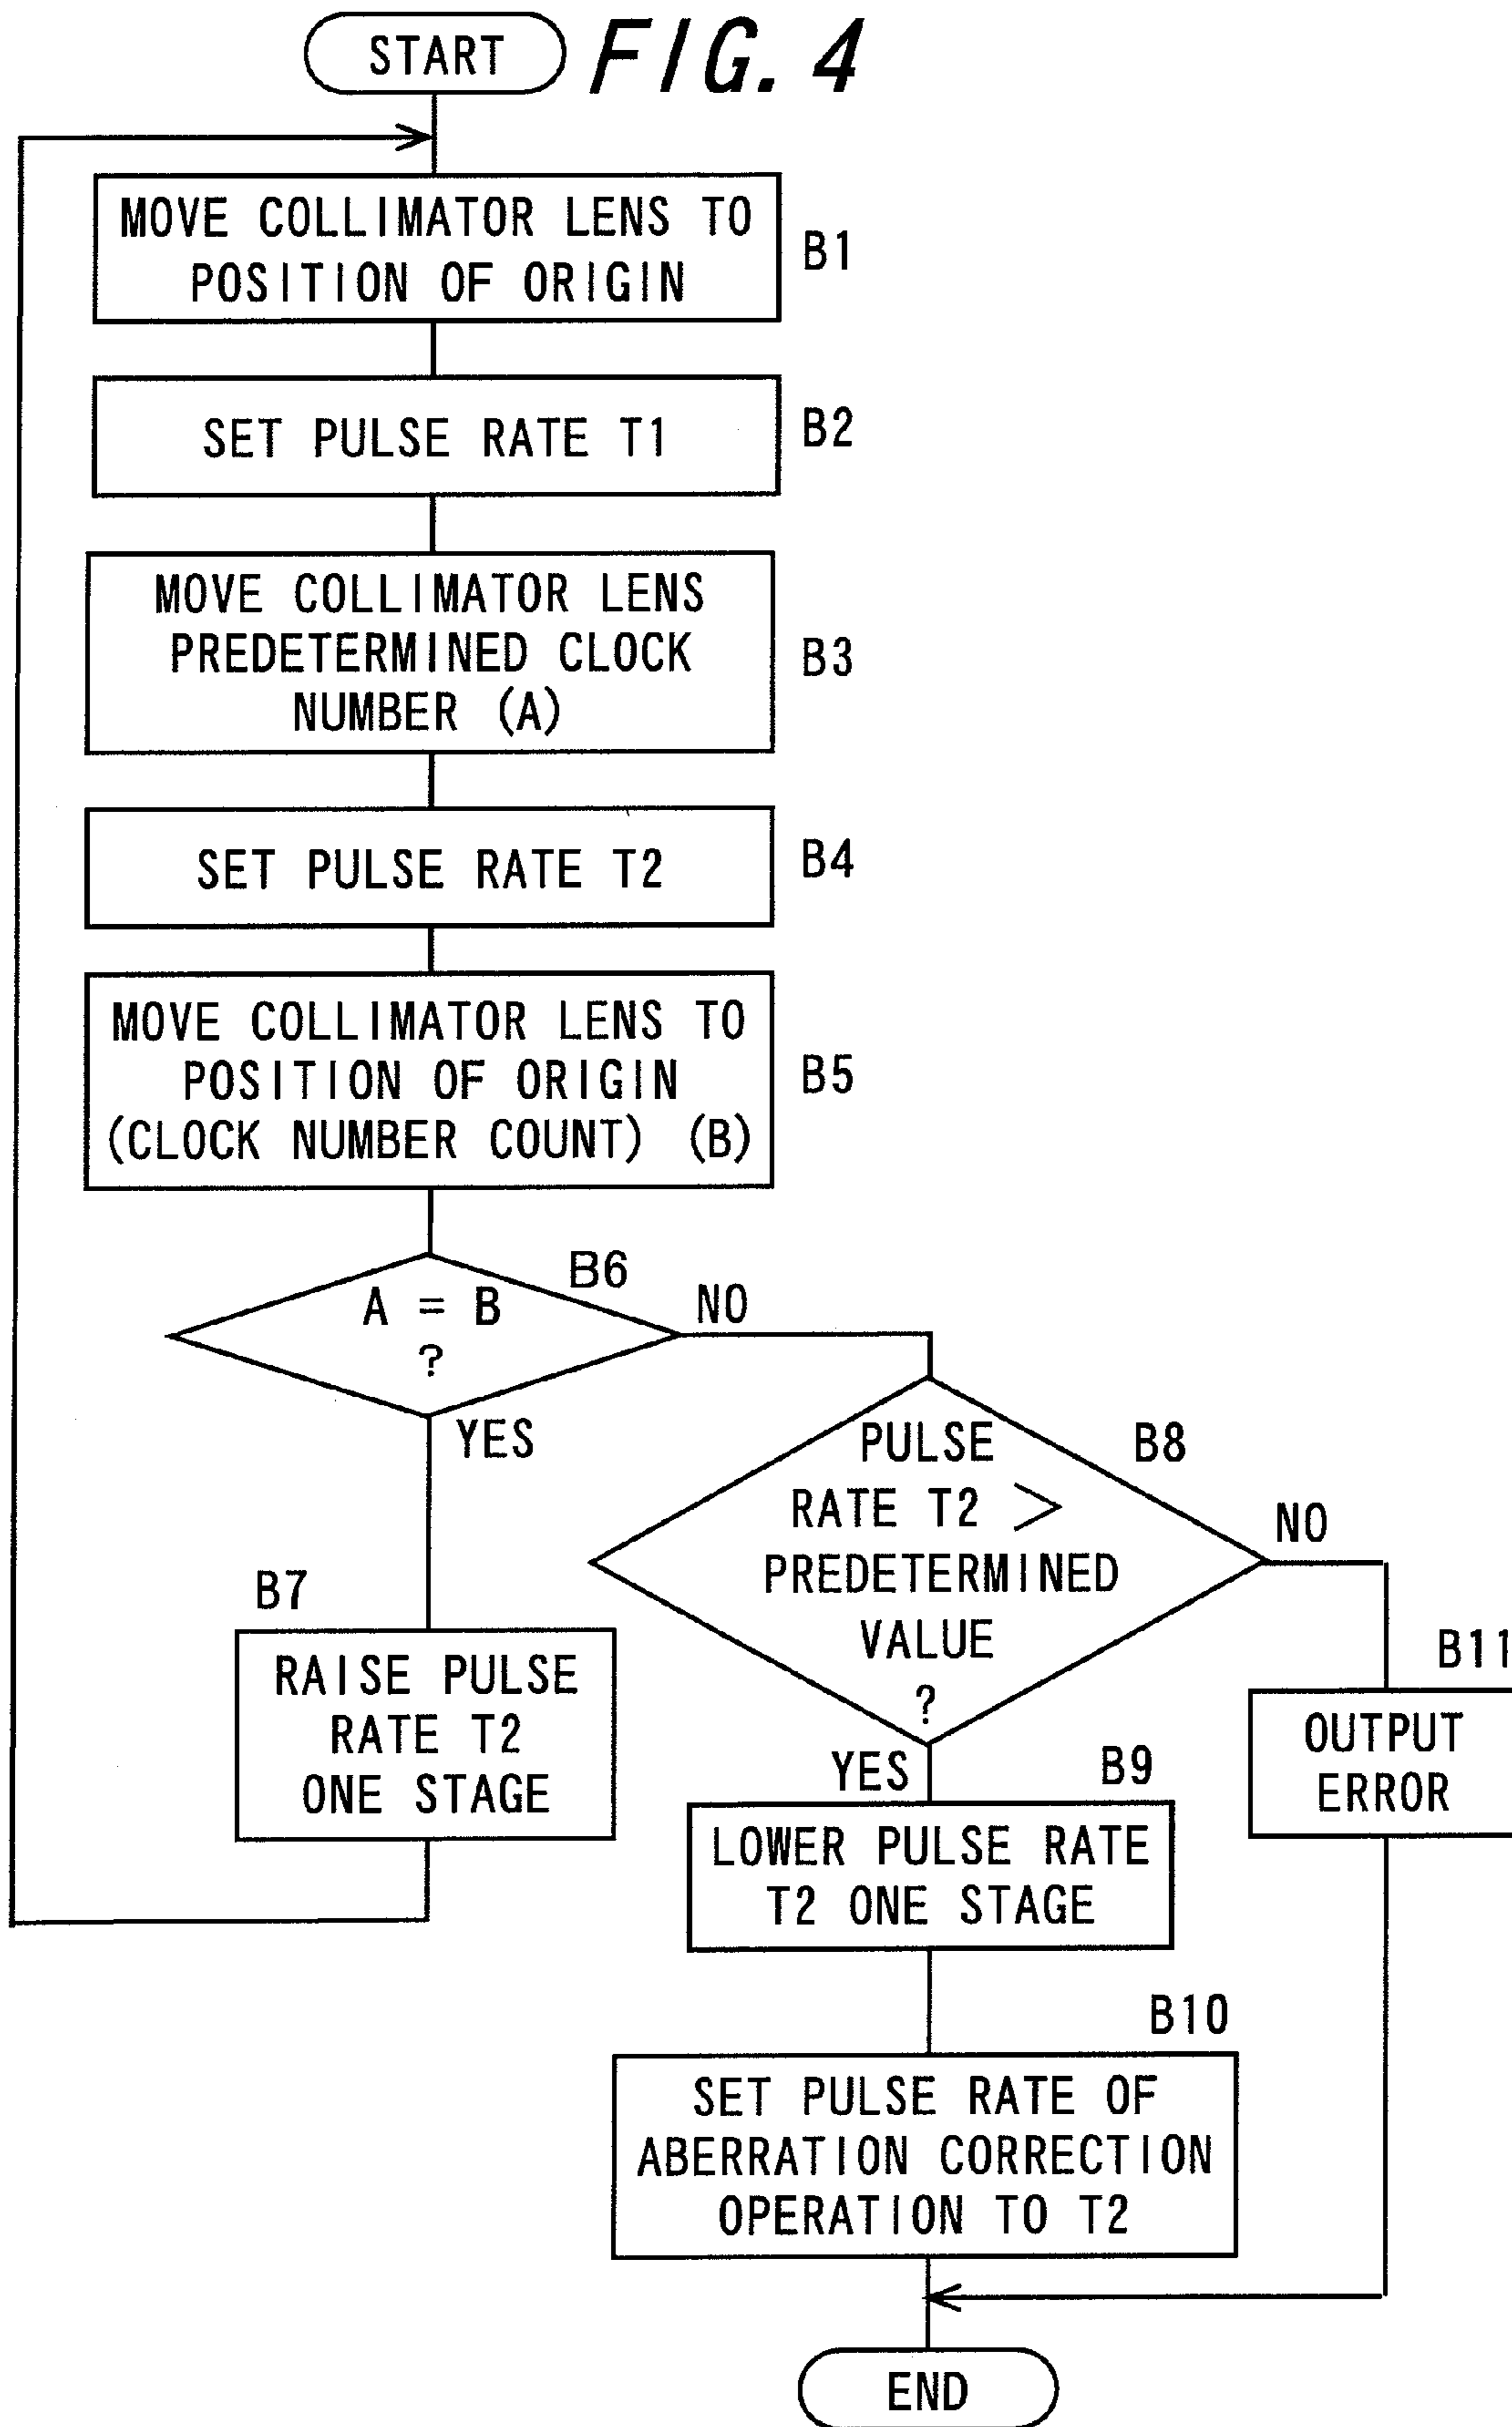 START
FIG. 4
MOVE COLLIMATOR LENS TO
POSITION OF ORIGIN
B1
SET PULSE RATE T1
B2
MOVE COLLIMATOR LENS
PREDETERMINED CLOCK
NUMBER (A)
B3
SET PULSE RATE T2
B4
MOVE COLLIMATOR LENS TO
POSITION OF ORIGIN
(CLOCK NUMBER COUNT) (B)
B5
B6
A = B
?
NO
YES
PULSE
RATE T2 >
PREDETERMINED
VALUE
?
B8
NO
YES
B7
RAISE PULSE
RATE T2
ONE STAGE
B11
OUTPUT
ERROR
B9
LOWER PULSE RATE
T2 ONE STAGE
B10
SET PULSE RATE OF
ABERRATION CORRECTION
OPERATION TO T2
END